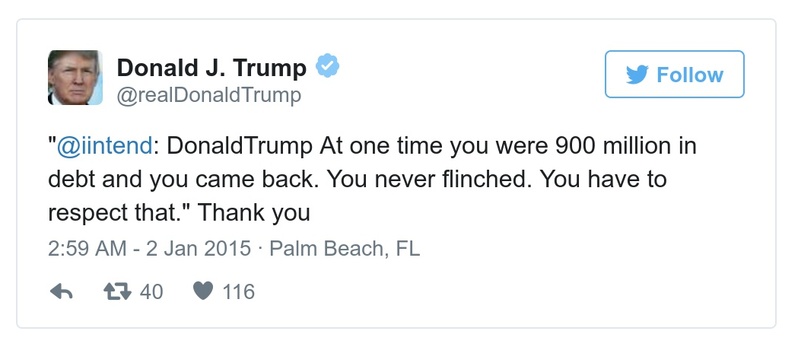 Donald J. Trump
@realDonaldTrump
Follow
"@iintend: DonaldTrump At one time you were 900 million in
debt and you came back. You never flinched. You have to
respect that." Thank you
2:59 AM - 2 Jan 2015 · Palm Beach, FL
40 116